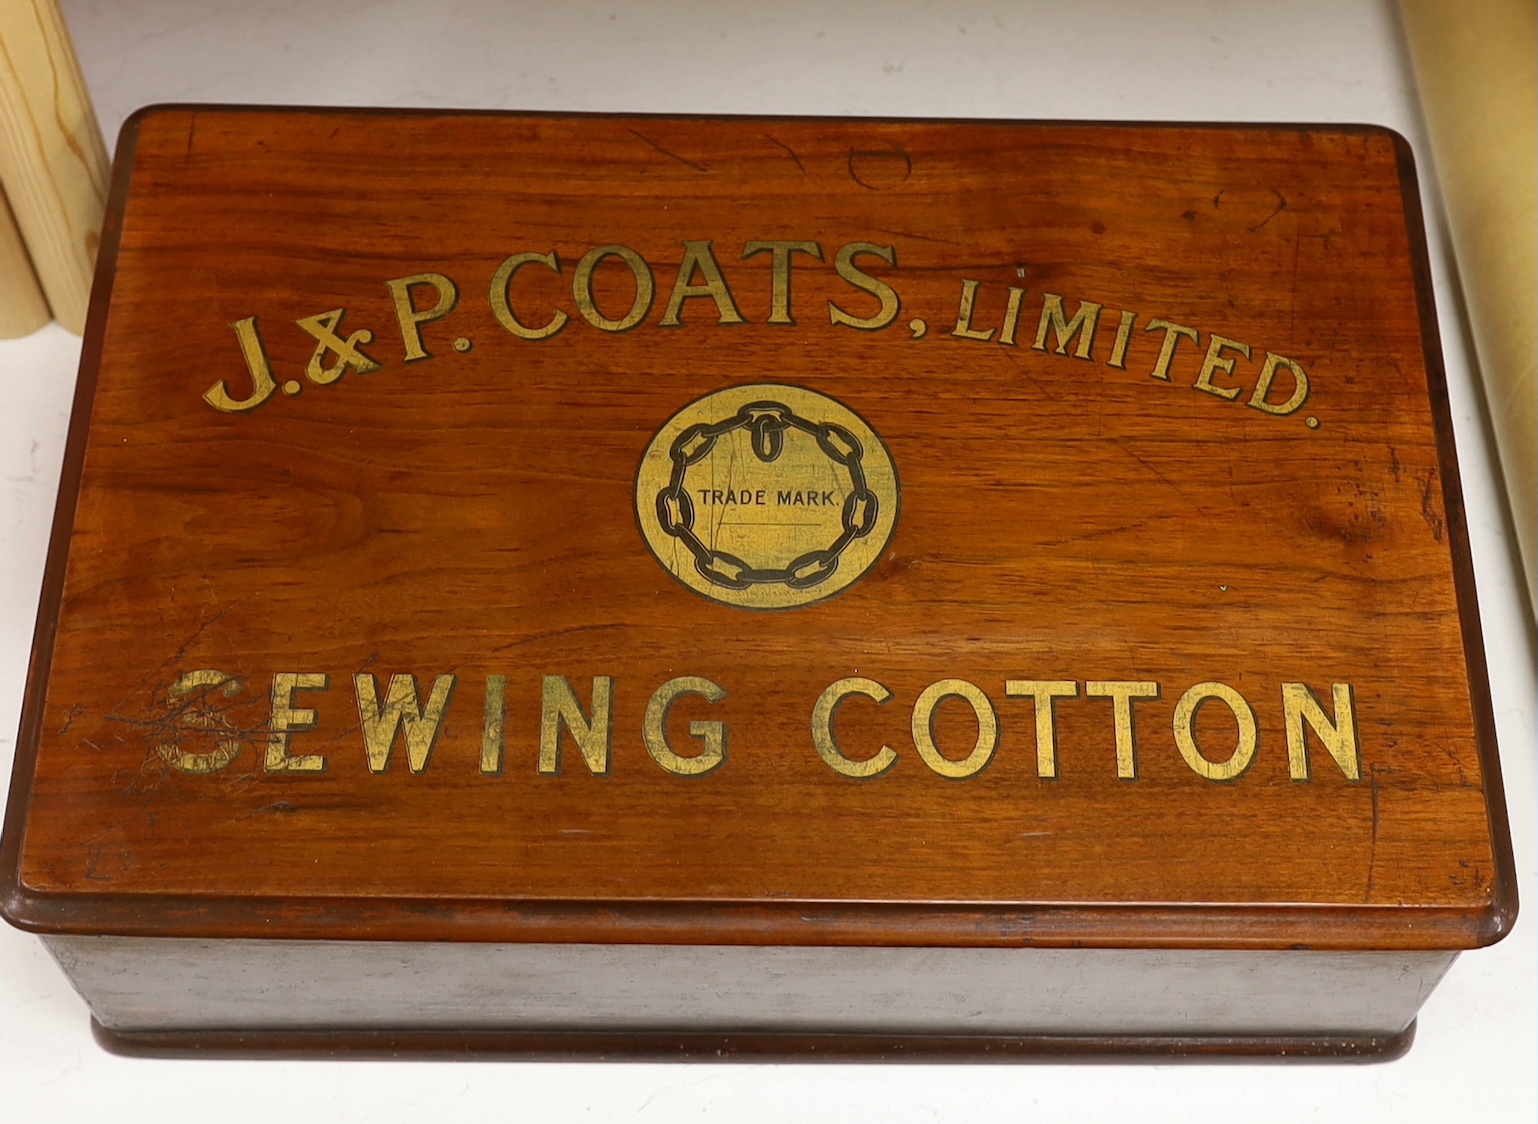 J. & P. COATS, LIMITED.
TRADE MARK.
SEWING COTTON